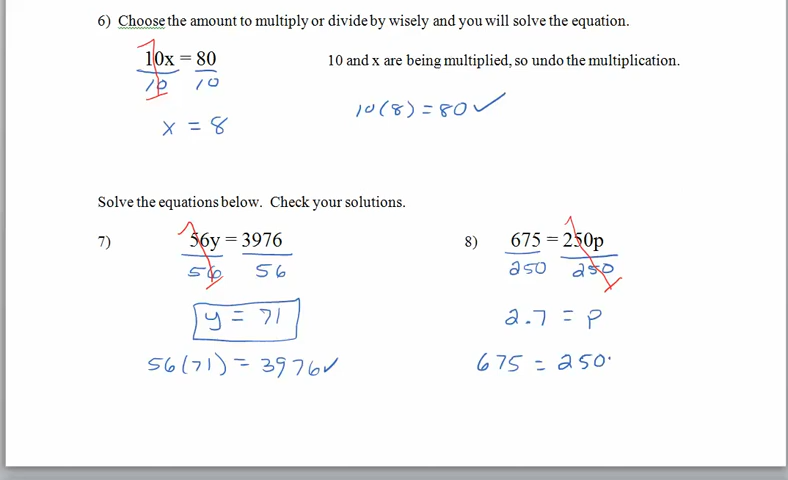 6) Choose the amount to multiply or divide by wisely and you will solve the equation.
10x = 80
10 10
10 and x are being multiplied, so undo the multiplication.
x = 8
10(8) = 80 ✓
Solve the equations below. Check your solutions.
7) 56y = 3976
56 56
y = 71
56(71) = 3976 ✓
8) 675 = 250p
250 250
2.7 = p
675 = 250·